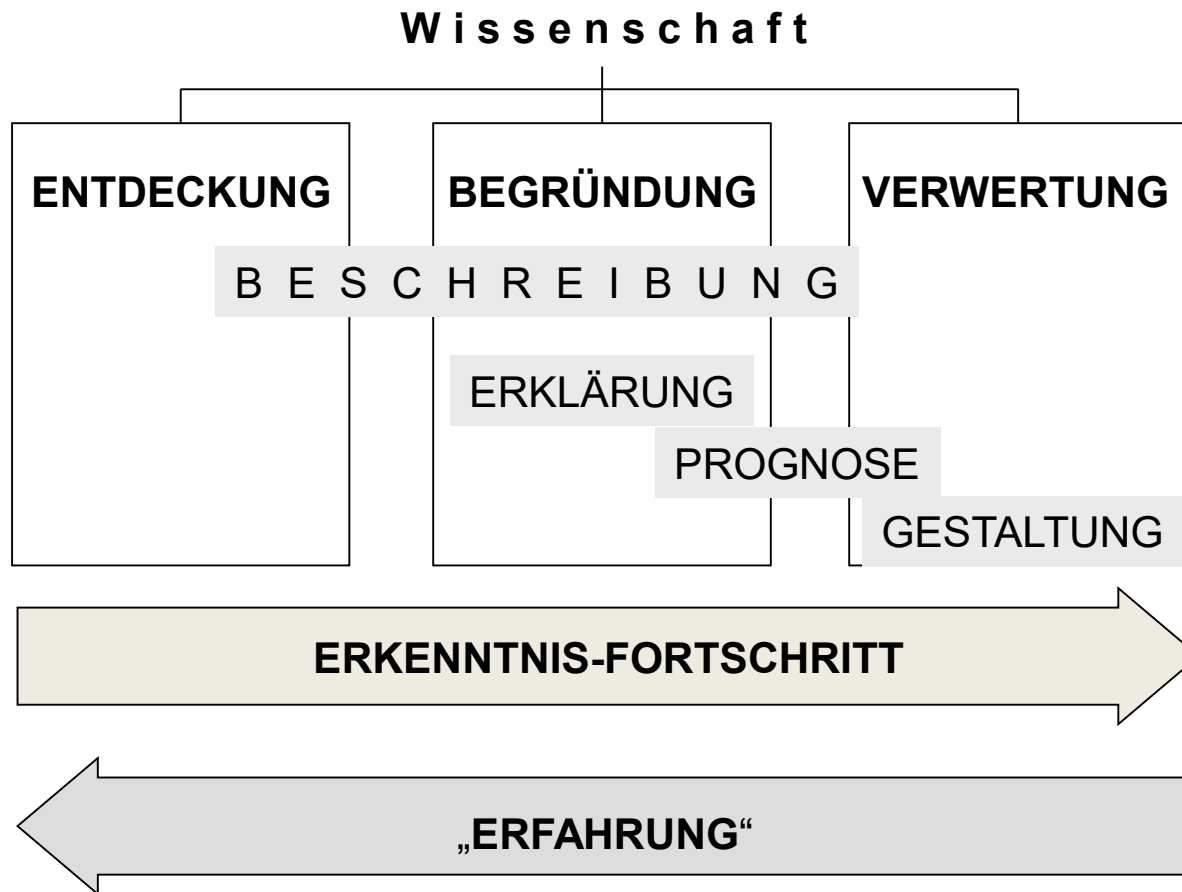 Wissenschaft
ENTDECKUNG
BEGRÜNDUNG
VERWERTUNG
BESCHREIBUNG
ERKLÄRUNG
PROGNOSE
GESTALTUNG
ERKENNTNIS-FORTSCHRITT
„ERFAHRUNG“